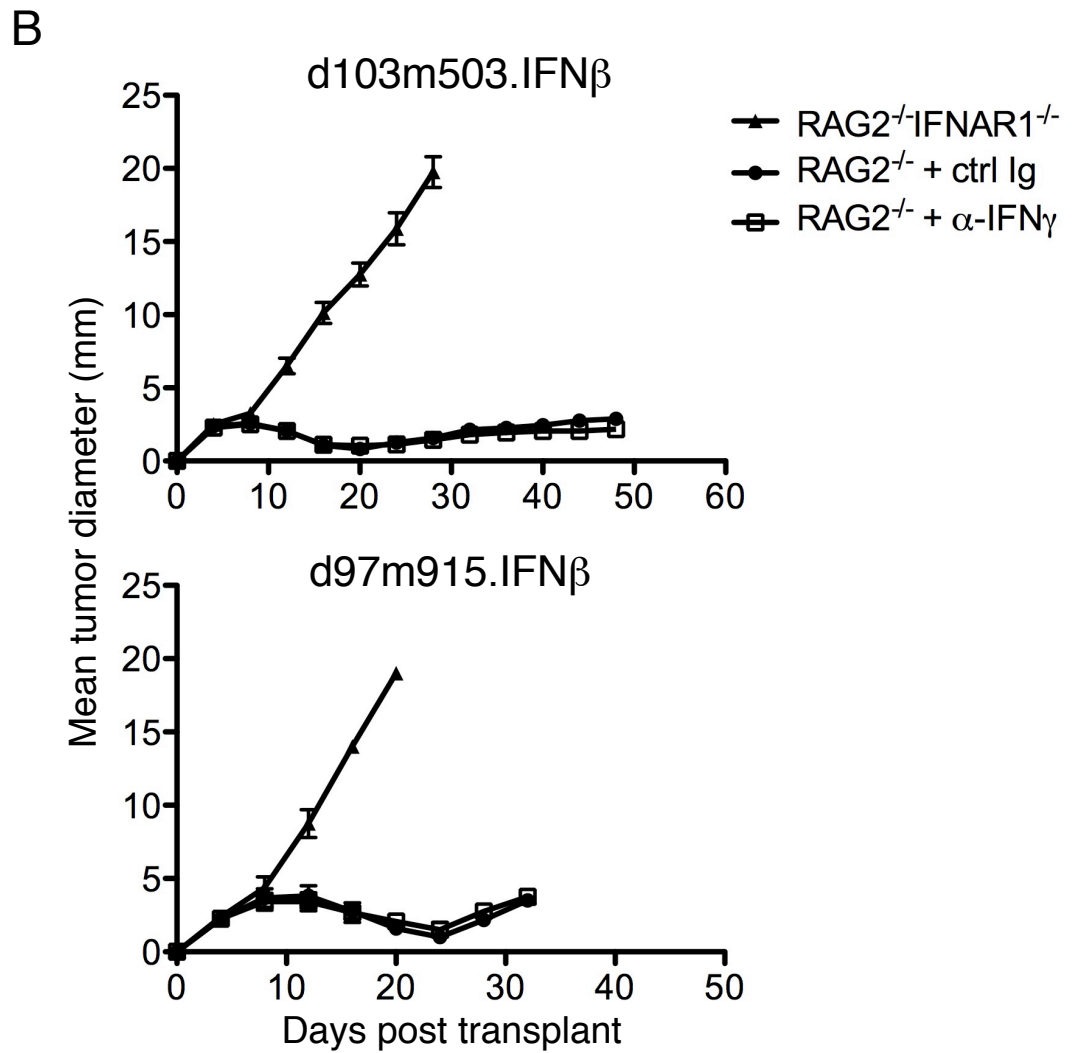 B
d103m503.IFNβ
25
20
15
10
5
0
0 10 20 30 40 50 60
RAG2-/-IFNAR1-/-
RAG2-/- + ctrl Ig
RAG2-/- + α-IFNγ
Mean tumor diameter (mm)
d97m915.IFNβ
25
20
15
10
5
0
0 10 20 30 40 50
Days post transplant